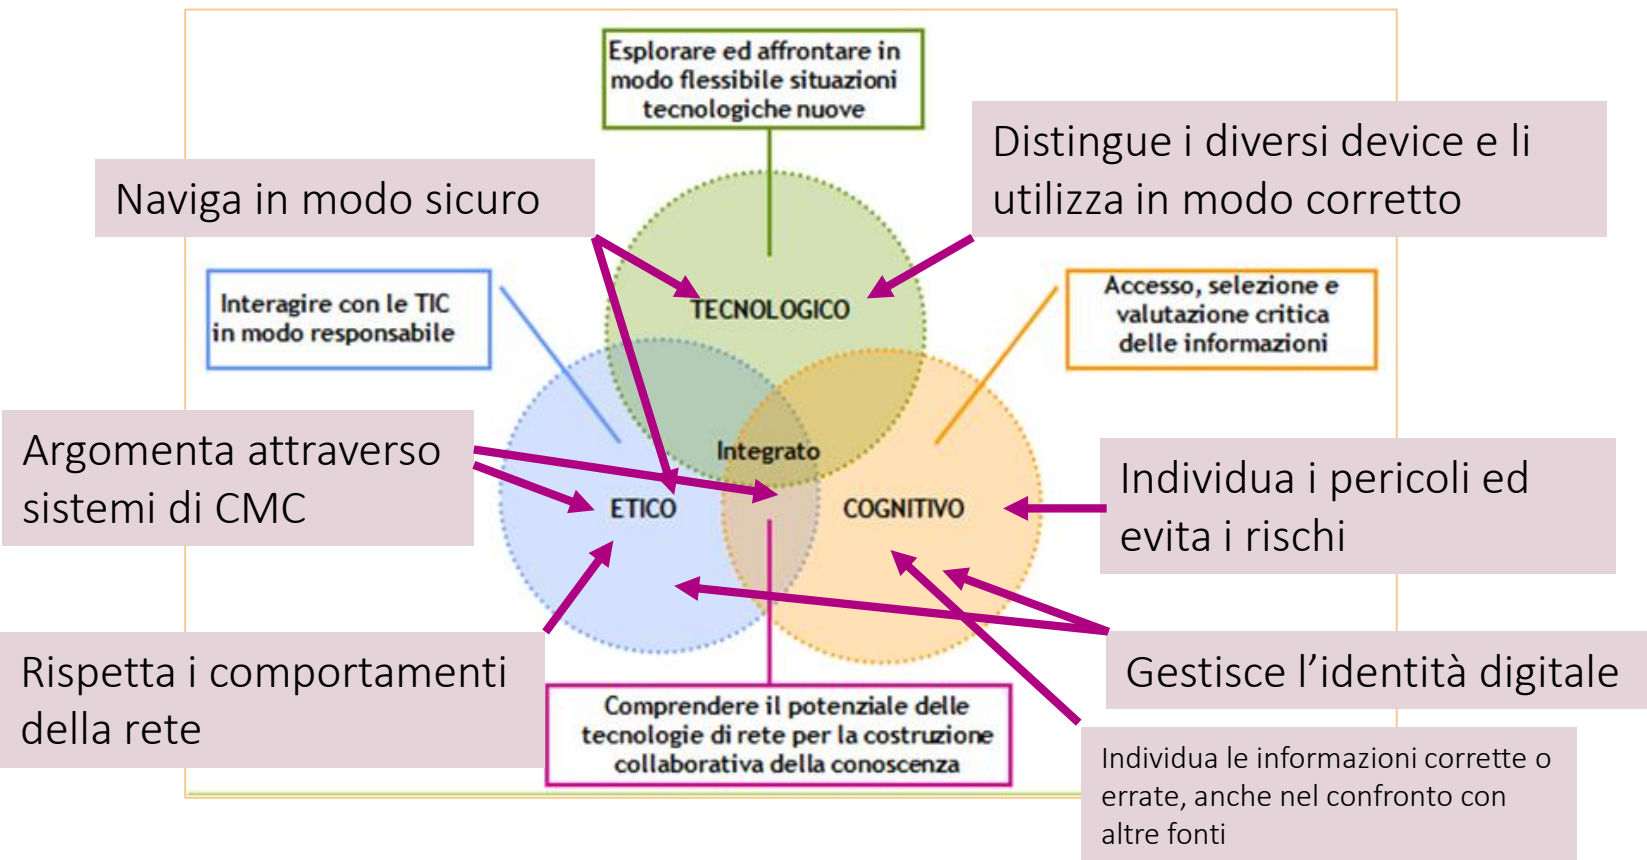 Esplorare ed affrontare in
modo flessibile situazioni
tecnologiche nuove
Distingue i diversi device e li
utilizza in modo corretto
Naviga in modo sicuro
Interagire con le TIC
in modo responsabile
TECNOLOGICO
Accesso, selezione e
valutazione critica
delle informazioni
Argomenta attraverso
sistemi di CMC
Integrato
ETICO
COGNITIVO
Individua i pericoli ed
evita i rischi
Rispetta i comportamenti
della rete
Gestisce l’identità digitale
Comprendere il potenziale delle
tecnologie di rete per la costruzione
collaborativa della conoscenza
Individua le informazioni corrette o
errate, anche nel confronto con
altre fonti